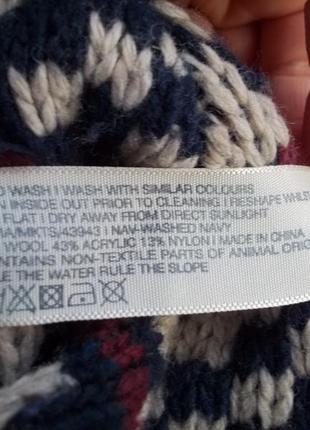 WASH I WASH WITH SIMILAR COLOURS
INSIDE OUT PRIOR TO CLEANING I RESHAPE WHILST
FLAT I DRY AWAY FROM DIRECT SUNLIGHT
/MKTS/43943 I NAV-WASHED NAVY
WOOL 43% ACRYLIC 13% NYLON I MADE IN CHINA
CONTAINS NON-TEXTILE PARTS OF ANIMAL ORIG
THE WATER RULE THE SLOPE